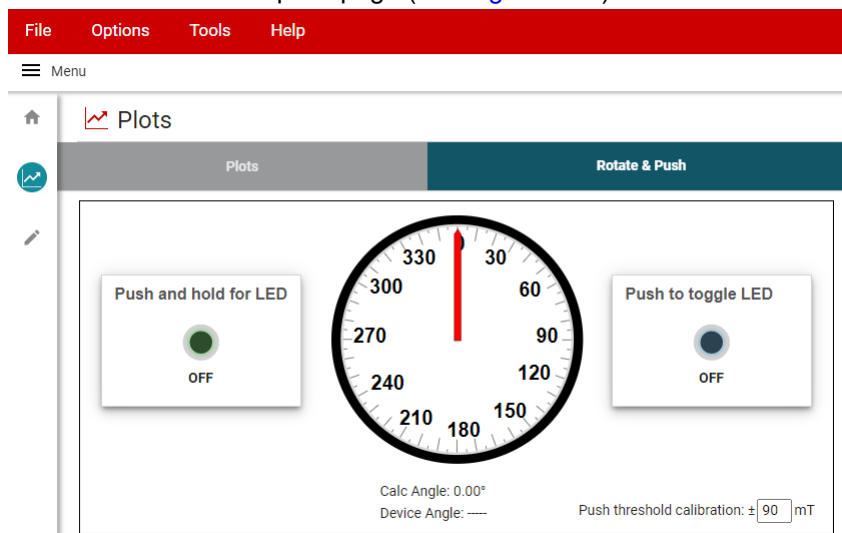 File Options Tools Help
Menu
Plots
Plots Rotate & Push
0
330 30
300 60
270 90
240 120
210 150
180
Push and hold for LED
OFF
Push to toggle LED
OFF
Calc Angle: 0.00°
Device Angle: -----
Push threshold calibration: ± 90 mT